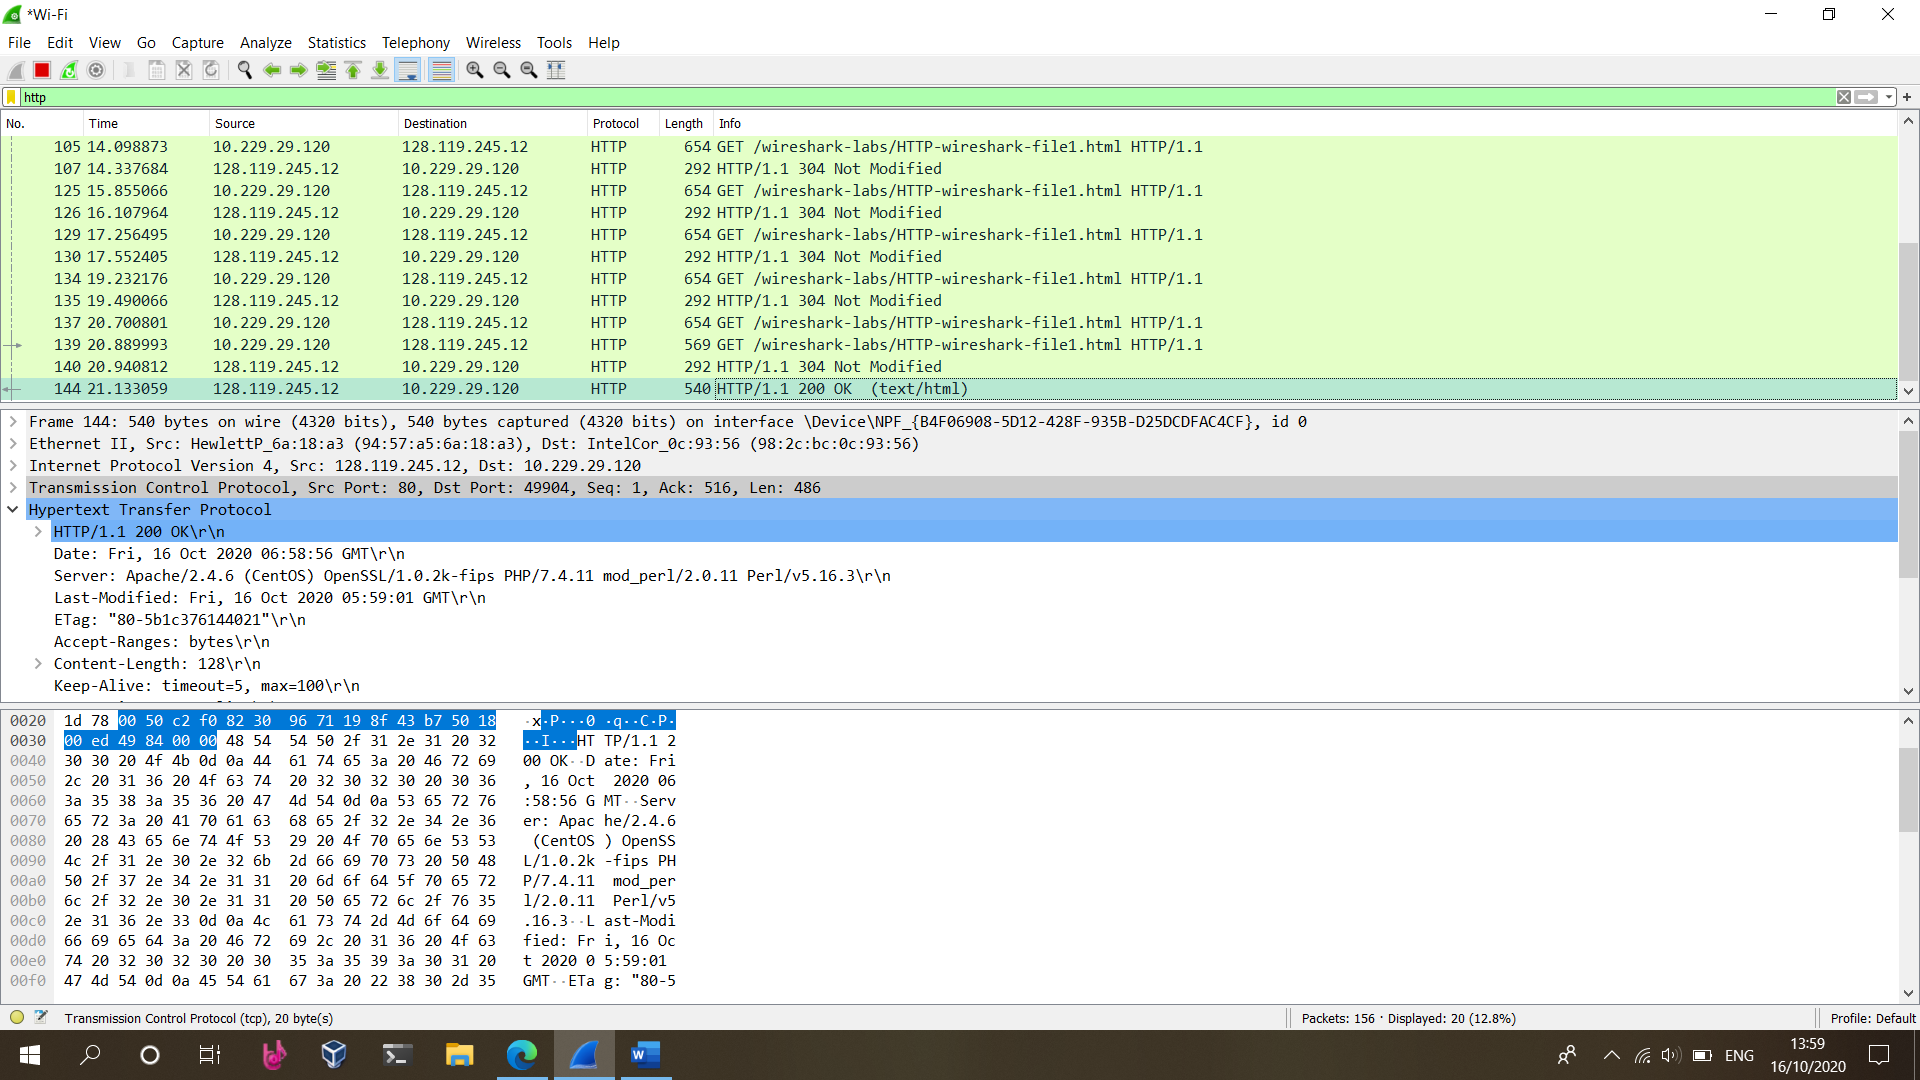 *Wi-Fi
File Edit View Go Capture Analyze Statistics Telephony Wireless Tools Help
http
No. Time Source Destination Protocol Length Info
105 14.098873 10.229.29.120 128.119.245.12 HTTP 654 GET /wireshark-labs/HTTP-wireshark-file1.html HTTP/1.1
107 14.337684 128.119.245.12 10.229.29.120 HTTP 292 HTTP/1.1 304 Not Modified
125 15.855066 10.229.29.120 128.119.245.12 HTTP 654 GET /wireshark-labs/HTTP-wireshark-file1.html HTTP/1.1
126 16.107964 128.119.245.12 10.229.29.120 HTTP 292 HTTP/1.1 304 Not Modified
129 17.256495 10.229.29.120 128.119.245.12 HTTP 654 GET /wireshark-labs/HTTP-wireshark-file1.html HTTP/1.1
130 17.552405 128.119.245.12 10.229.29.120 HTTP 292 HTTP/1.1 304 Not Modified
134 19.232176 10.229.29.120 128.119.245.12 HTTP 654 GET /wireshark-labs/HTTP-wireshark-file1.html HTTP/1.1
135 19.490066 128.119.245.12 10.229.29.120 HTTP 292 HTTP/1.1 304 Not Modified
137 20.700801 10.229.29.120 128.119.245.12 HTTP 654 GET /wireshark-labs/HTTP-wireshark-file1.html HTTP/1.1
139 20.889993 10.229.29.120 128.119.245.12 HTTP 569 GET /wireshark-labs/HTTP-wireshark-file1.html HTTP/1.1
140 20.940812 128.119.245.12 10.229.29.120 HTTP 292 HTTP/1.1 304 Not Modified
144 21.133059 128.119.245.12 10.229.29.120 HTTP 540 HTTP/1.1 200 OK (text/html)
Frame 144: 540 bytes on wire (4320 bits), 540 bytes captured (4320 bits) on interface \Device\NPF_{B4F06908-5D12-428F-935B-D25DCDFAC4CF}, id 0
Ethernet II, Src: HewlettP_6a:18:a3 (94:57:a5:6a:18:a3), Dst: IntelCor_0c:93:56 (98:2c:bc:0c:93:56)
Internet Protocol Version 4, Src: 128.119.245.12, Dst: 10.229.29.120
Transmission Control Protocol, Src Port: 80, Dst Port: 49904, Seq: 1, Ack: 516, Len: 486
Hypertext Transfer Protocol
HTTP/1.1 200 OK\r\n
Date: Fri, 16 Oct 2020 06:58:56 GMT\r\n
Server: Apache/2.4.6 (CentOS) OpenSSL/1.0.2k-fips PHP/7.4.11 mod_perl/2.0.11 Perl/v5.16.3\r\n
Last-Modified: Fri, 16 Oct 2020 05:59:01 GMT\r\n
ETag: "80-5b1c376144021"\r\n
Accept-Ranges: bytes\r\n
Content-Length: 128\r\n
Keep-Alive: timeout=5, max=100\r\n
0020 1d 78 00 50 c2 f0 82 30 96 71 19 8f 43 b7 50 18 ·x·P···0 ·q··C·P·
0030 00 ed 49 84 00 00 48 54 54 50 2f 31 2e 31 20 32 ··I···HT TP/1.1 2
0040 30 30 20 4f 4b 0d 0a 44 61 74 65 3a 20 46 72 69 00 OK··D ate: Fri
0050 2c 20 31 36 20 4f 63 74 20 32 30 32 30 20 30 36 , 16 Oct 2020 06
0060 3a 35 38 3a 35 36 20 47 4d 54 0d 0a 53 65 72 76 :58:56 G MT··Serv
0070 65 72 3a 20 41 70 61 63 68 65 2f 32 2e 34 2e 36 er: Apac he/2.4.6
0080 20 28 43 65 6e 74 4f 53 29 20 4f 70 65 6e 53 53 (CentOS ) OpenSS
0090 4c 2f 31 2e 30 2e 32 6b 2d 66 69 70 73 20 50 48 L/1.0.2k -fips PH
00a0 50 2f 37 2e 34 2e 31 31 20 6d 6f 64 5f 70 65 72 P/7.4.11 mod_per
00b0 6c 2f 32 2e 30 2e 31 31 20 50 65 72 6c 2f 76 35 l/2.0.11 Perl/v5
00c0 2e 31 36 2e 33 0d 0a 4c 61 73 74 2d 4d 6f 64 69 .16.3··L ast-Modi
00d0 66 69 65 64 3a 20 46 72 69 2c 20 31 36 20 4f 63 fied: Fr i, 16 Oc
00e0 74 20 32 30 32 30 20 30 35 3a 35 39 3a 30 31 20 t 2020 0 5:59:01
00f0 47 4d 54 0d 0a 45 54 61 67 3a 20 22 38 30 2d 35 GMT··ETa g: "80-5
Transmission Control Protocol (tcp), 20 byte(s) Packets: 156 · Displayed: 20 (12.8%) Profile: Default
ENG
13:59
16/10/2020